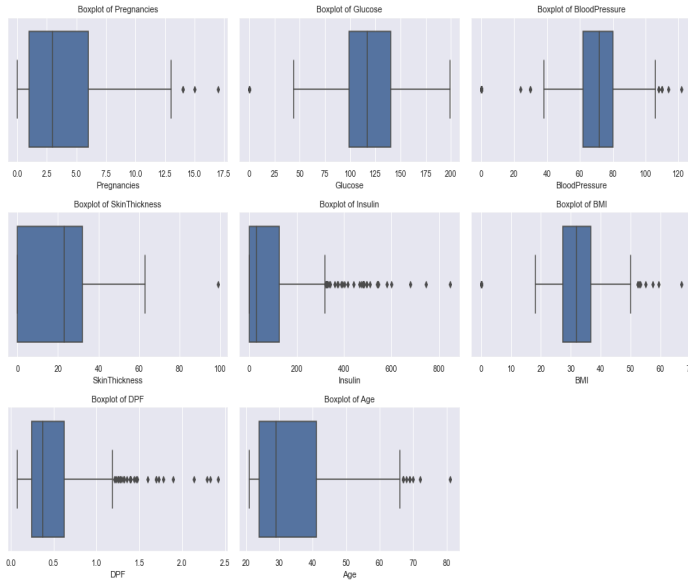 Boxplot of Pregnancies
0.0 2.5 5.0 7.5 10.0 12.5 15.0 17.5
Pregnancies
Boxplot of Glucose
0 50 100 150 200
Glucose
Boxplot of BloodPressure
0 20 40 60 80 100 120
BloodPressure
Boxplot of SkinThickness
0 20 40 60 80 100
SkinThickness
Boxplot of Insulin
0 200 400 600 800
Insulin
Boxplot of BMI
0 10 20 30 40 50 60 70
BMI
Boxplot of DPF
0.0 0.5 1.0 1.5 2.0 2.5
DPF
Boxplot of Age
20 30 40 50 60 70 80
Age